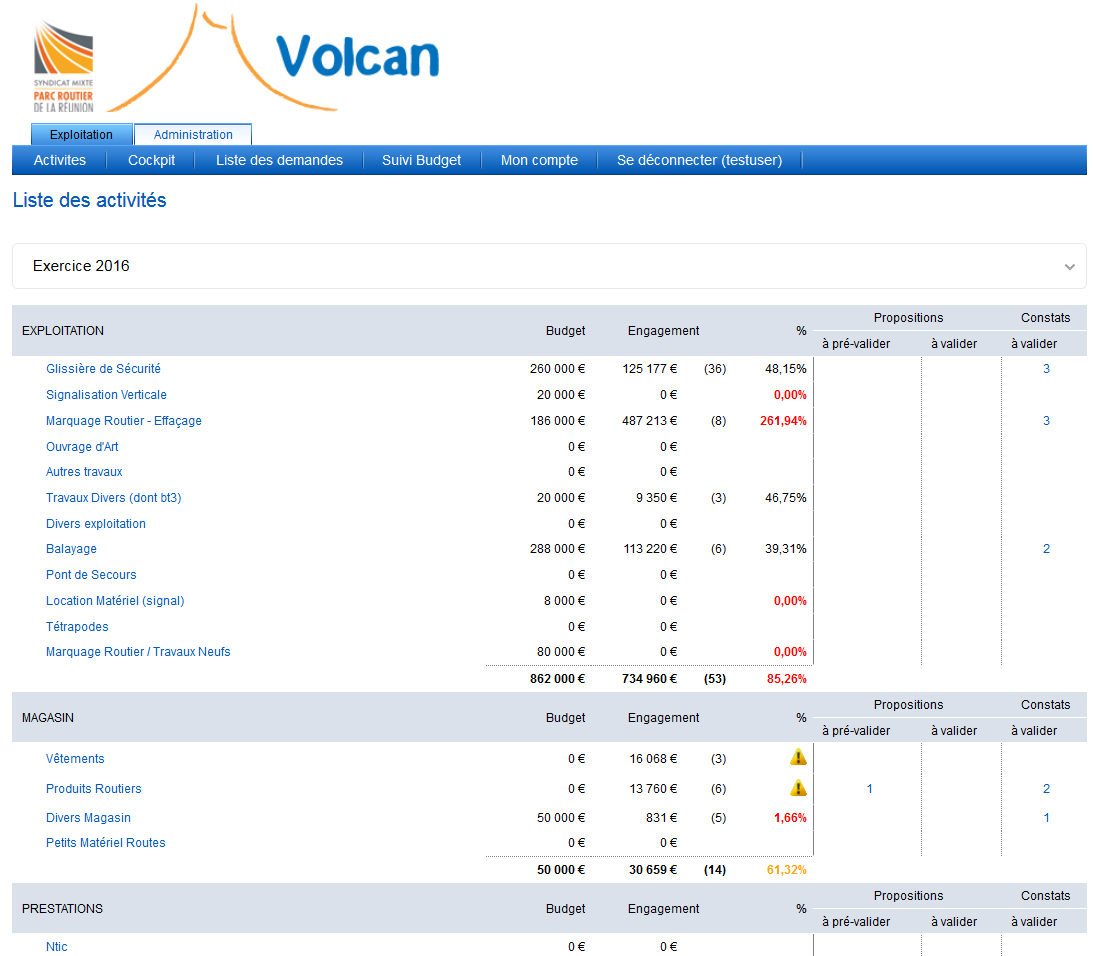 SYNDICAT MIXTE
PARC ROUTIER
DE LA RÉUNION
Volcan
Exploitation Administration
Activites Cockpit Liste des demandes Suivi Budget Mon compte Se déconnecter (testuser)
Liste des activités
Exercice 2016
Propositions Constats
EXPLOITATION Budget Engagement %
à pré-valider à valider à valider
Glissière de Sécurité 260 000 € 125 177 € (36) 48,15% 3
Signalisation Verticale 20 000 € 0 € 0,00%
Marquage Routier - Effaçage 186 000 € 487 213 € (8) 261,94% 3
Ouvrage d'Art 0 € 0 €
Autres travaux 0 € 0 €
Travaux Divers (dont bt3) 20 000 € 9 350 € (3) 46,75%
Divers exploitation 0 € 0 €
Balayage 288 000 € 113 220 € (6) 39,31% 2
Pont de Secours 0 € 0 €
Location Matériel (signal) 8 000 € 0 € 0,00%
Tétrapodes 0 € 0 €
Marquage Routier / Travaux Neufs 80 000 € 0 € 0,00%
862 000 € 734 960 € (53) 85,26%
Propositions Constats
MAGASIN Budget Engagement %
à pré-valider à valider à valider
Vêtements 0 € 16 068 € (3)
Produits Routiers 0 € 13 760 € (6) 1 2
Divers Magasin 50 000 € 831 € (5) 1,66% 1
Petits Matériel Routes 0 € 0 €
50 000 € 30 659 € (14) 61,32%
Propositions Constats
PRESTATIONS Budget Engagement %
à pré-valider à valider à valider
Ntic 0 € 0 €